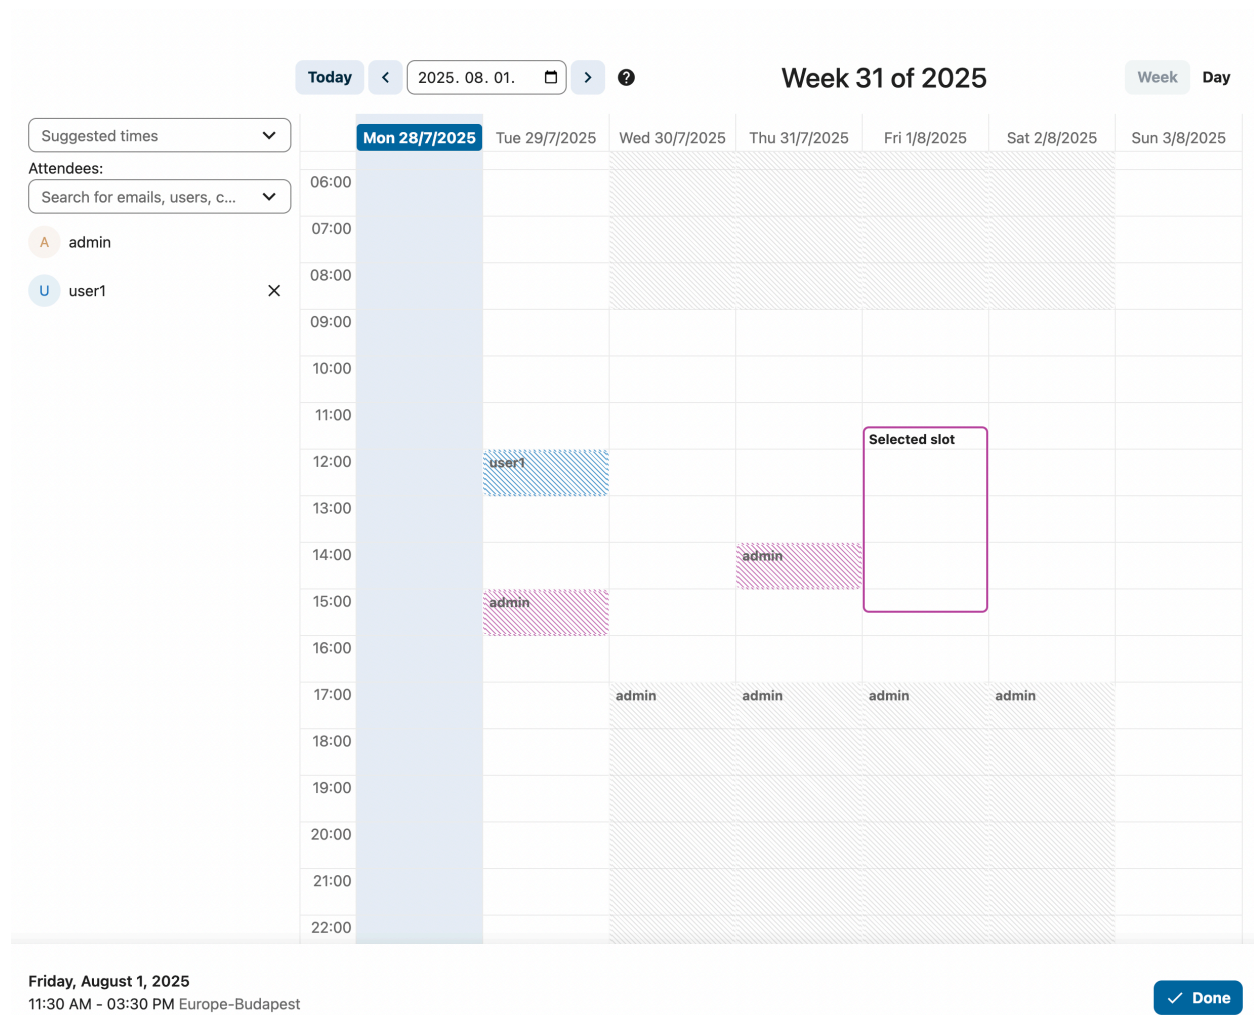 Today
2025. 08. 01.
?
Week 31 of 2025
Week
Day
Suggested times
Attendees:
Search for emails, users, c...
A admin
U user1
Mon 28/7/2025
Tue 29/7/2025
Wed 30/7/2025
Thu 31/7/2025
Fri 1/8/2025
Sat 2/8/2025
Sun 3/8/2025
06:00
07:00
08:00
09:00
10:00
11:00
Selected slot
12:00
user1
13:00
14:00
admin
15:00
admin
16:00
17:00
admin
admin
admin
admin
18:00
19:00
20:00
21:00
22:00
Friday, August 1, 2025
11:30 AM - 03:30 PM Europe-Budapest
Done